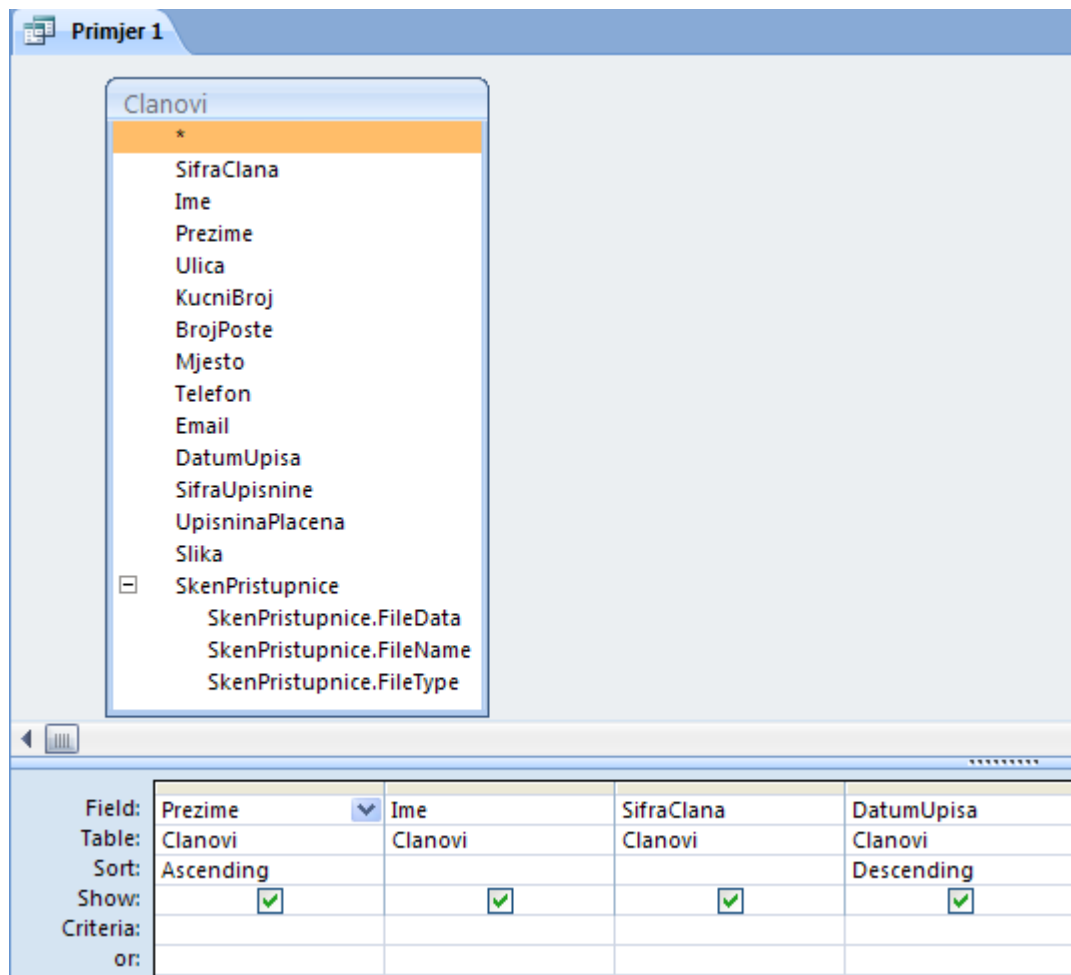 Primjer 1
Clanovi
*
SifraClana
Ime
Prezime
Ulica
KucniBroj
BrojPoste
Mjesto
Telefon
Email
DatumUpisa
SifraUpisnine
UpisninaPlacena
Slika
SkenPristupnice
SkenPristupnice.FileData
SkenPristupnice.FileName
SkenPristupnice.FileType
Field: Prezime Ime SifraClana DatumUpisa
Table: Clanovi Clanovi Clanovi Clanovi
Sort: Ascending Descending
Show:
Criteria:
or: